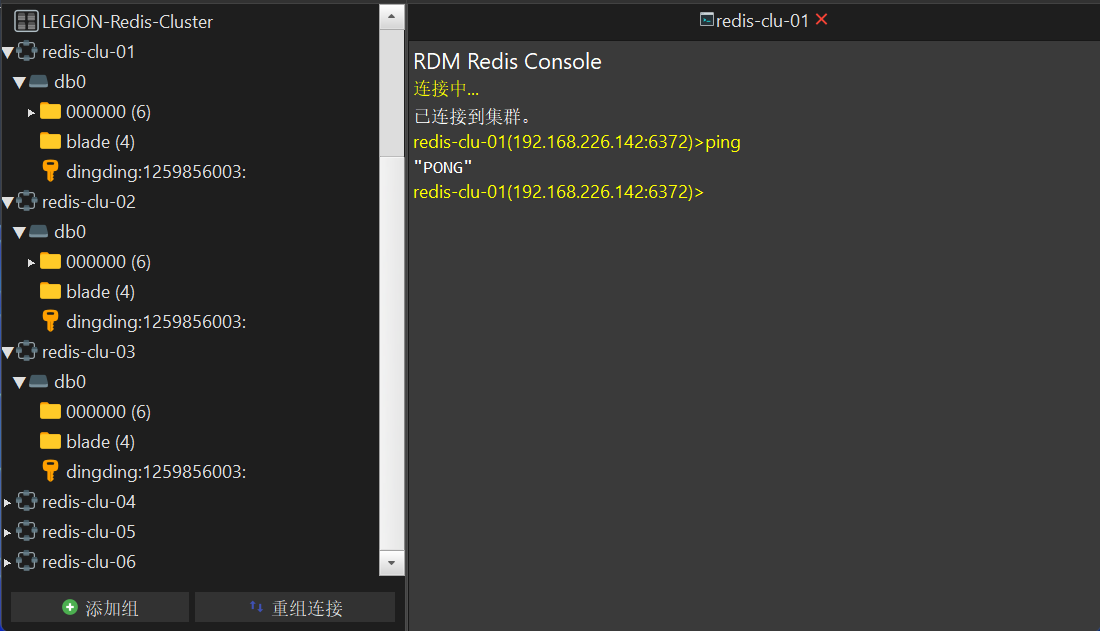 LEGION-Redis-Cluster
redis-clu-01
db0
000000 (6)
blade (4)
dingding:1259856003:
redis-clu-02
db0
000000 (6)
blade (4)
dingding:1259856003:
redis-clu-03
db0
000000 (6)
blade (4)
dingding:1259856003:
redis-clu-04
redis-clu-05
redis-clu-06
添加组
重组连接
redis-clu-01
RDM Redis Console
连接中...
已连接到集群。
redis-clu-01(192.168.226.142:6372)>ping
"PONG"
redis-clu-01(192.168.226.142:6372)>